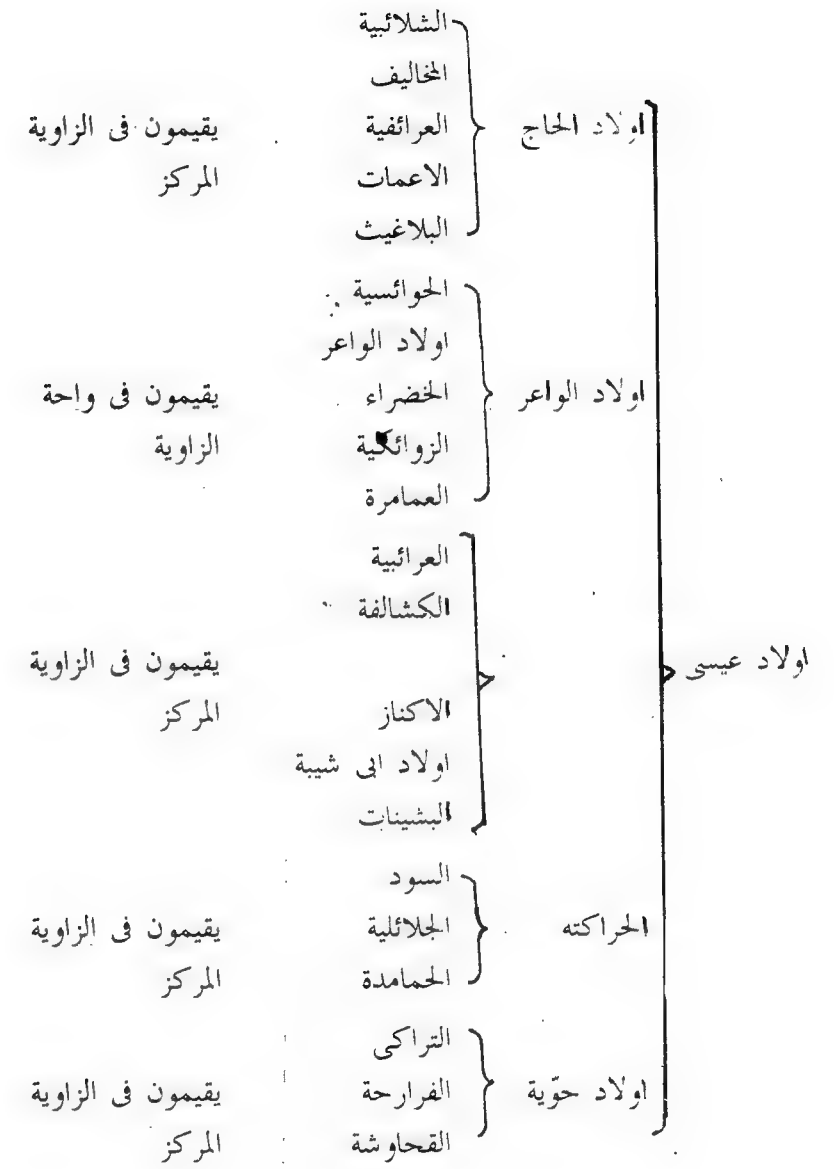 الشلائبية
المخاليف
اولاد الحاج العرائفية يقيمون فى الزاوية
الاعمات المركز
البلاغيث
الحوائسية
اولاد الواعر
اولاد الواعر الخضراء يقيمون فى واحة
الزوائكية الزاوية
العمامرة
العرائبية
الكشالفة
اولاد عيسى يقيمون فى الزاوية
الاكناز المركز
اولاد ابى شيبة
البشينات
السود
الحراكته الجلائلية يقيمون فى الزاوية
الحمامدة المركز
التراكى
اولاد حوّية الفرارحة يقيمون فى الزاوية
القحاوشة المركز